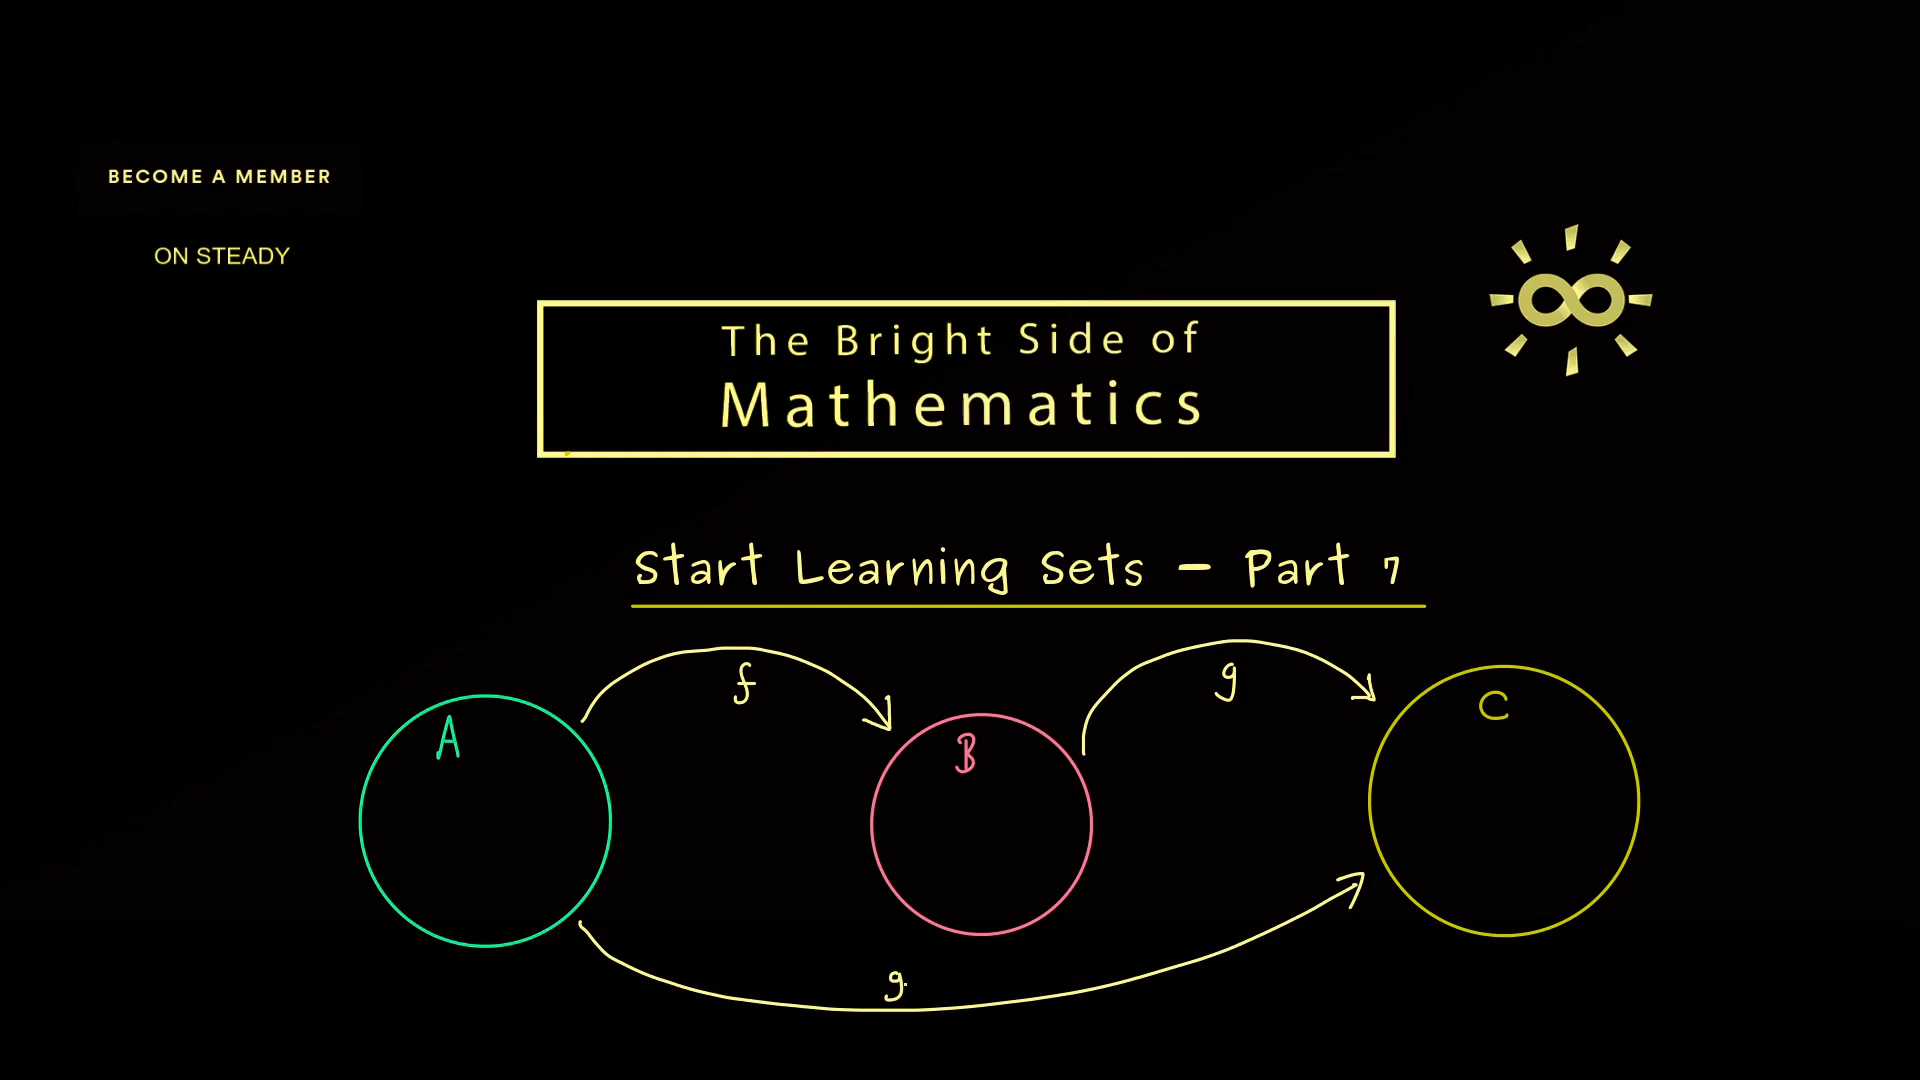 BECOME A MEMBER
ON STEADY
The Bright Side of
Mathematics
Start Learning Sets – Part 7
f
g
A
B
C
g.